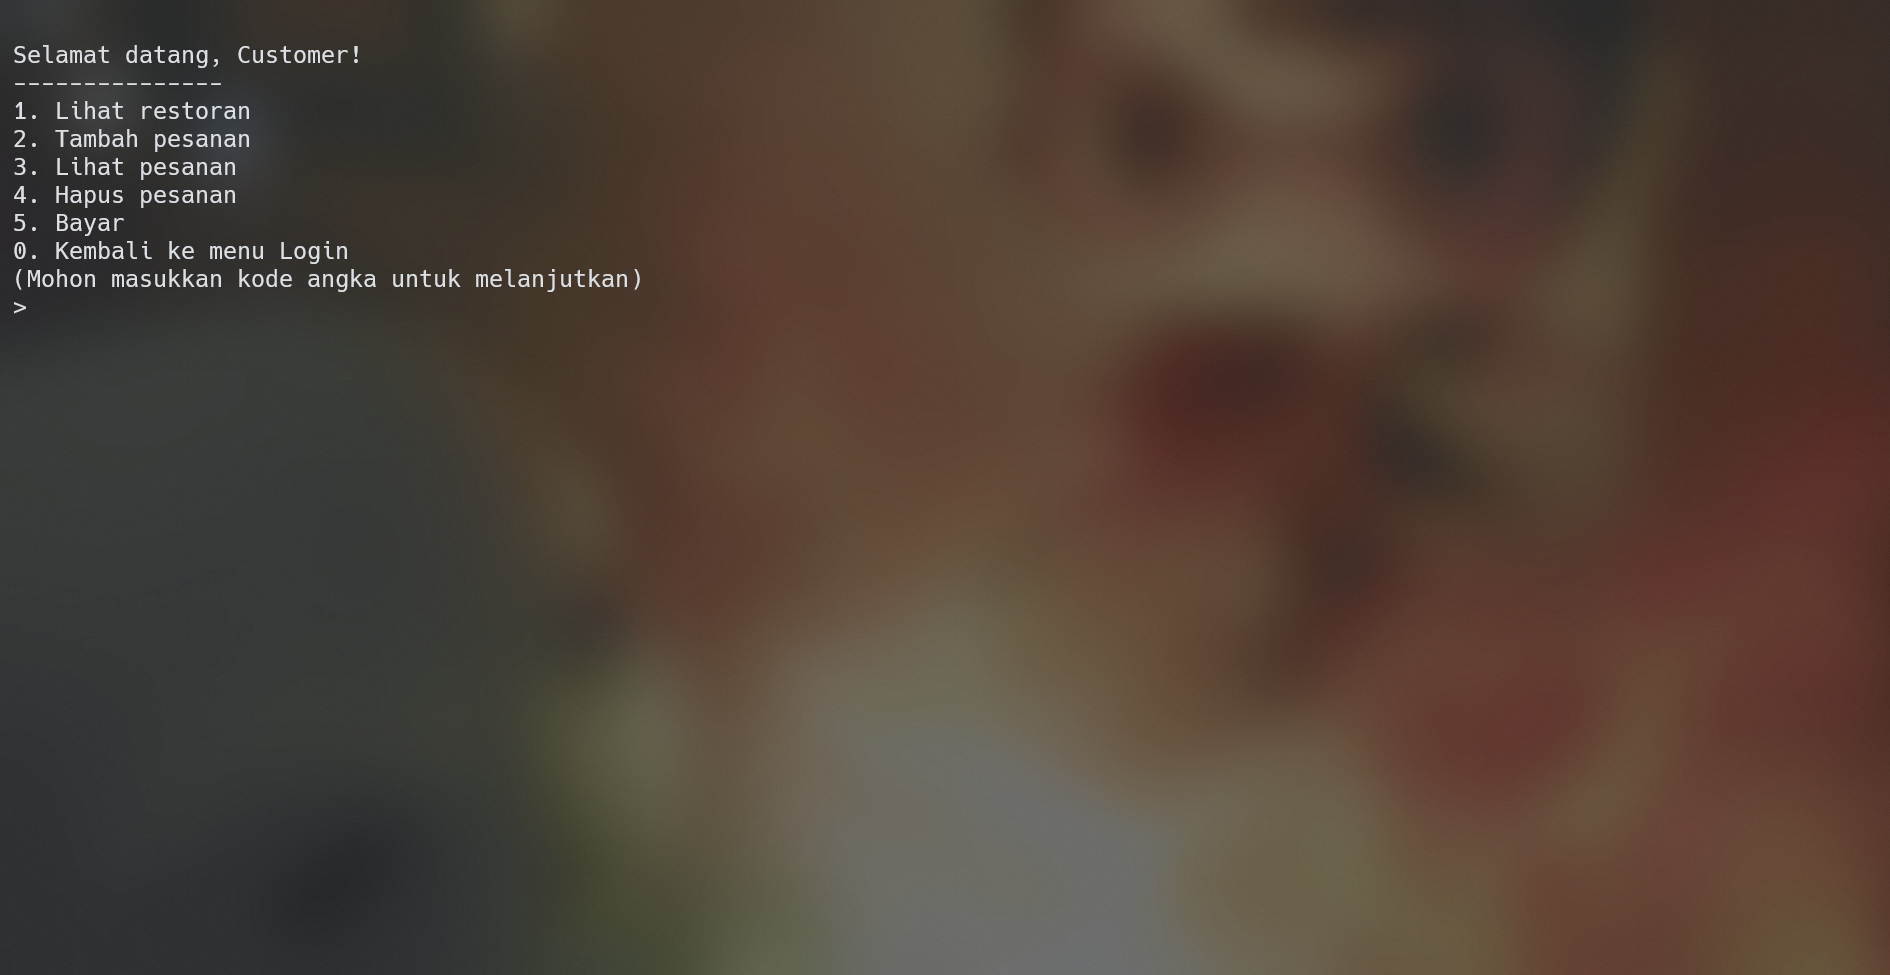 Selamat datang, Customer!
---------------
1. Lihat restoran
2. Tambah pesanan
3. Lihat pesanan
4. Hapus pesanan
5. Bayar
0. Kembali ke menu Login
(Mohon masukkan kode angka untuk melanjutkan)
>